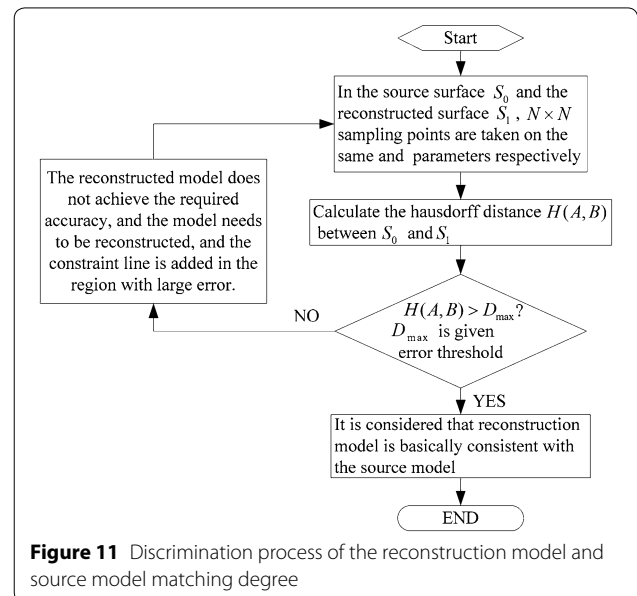 Start
In the source surface S₀ and the
reconstructed surface S₁ , N×N
sampling points are taken on the
same and parameters respectively
The reconstructed model does
not achieve the required
accuracy, and the model needs
to be reconstructed, and the
constraint line is added in the
region with large error.
Calculate the hausdorff distance H(A,B)
between S₀ and S₁
H(A,B) > Dmax?
Dmax is given
error threshold
NO
YES
It is considered that reconstruction
model is basically consistent with
the source model
END
Figure 11 Discrimination process of the reconstruction model and
source model matching degree